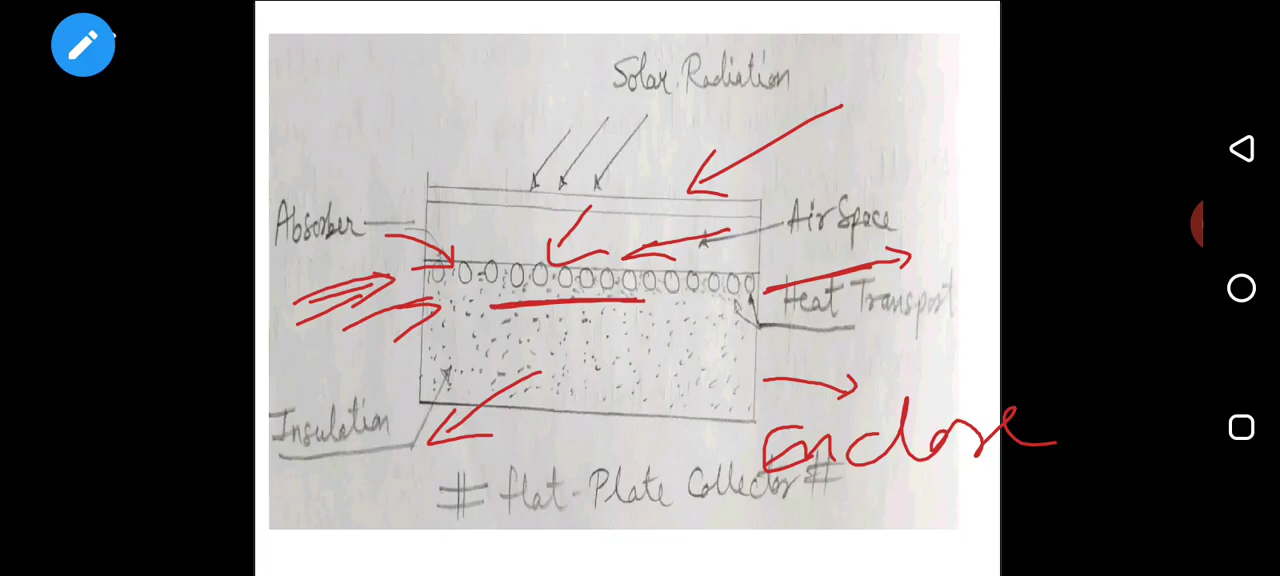 Solar Radiation
Absorber
Air Space
Heat Transport
Insulation
Enclose
# flat-Plate Collector #